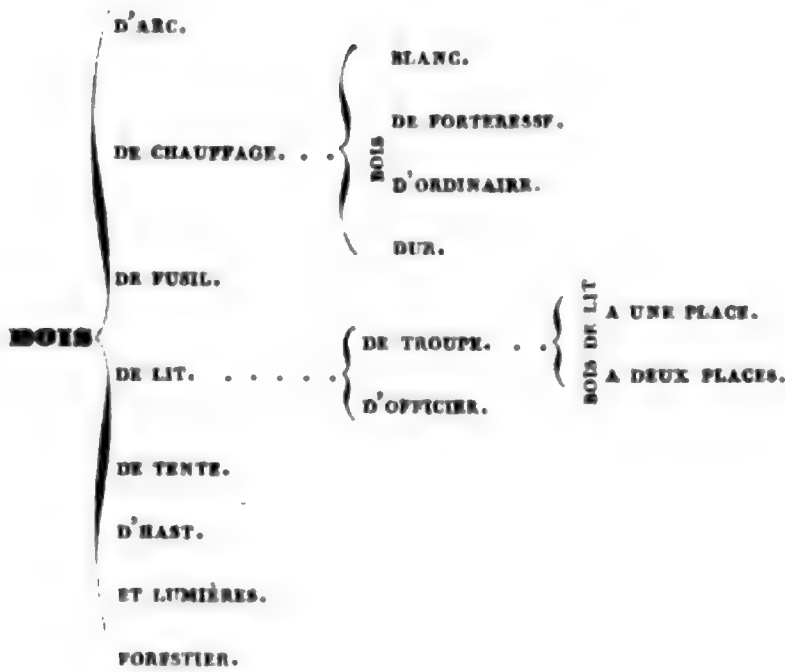 D'ARC.
BLANC.
DE FORTERESSE.
DE CHAUFFAGE. . . .
BOIS
D'ORDINAIRE.
DUR.
DE FUSIL.
BOIS
A UNE PLACE.
DE TROUPE. . . .
BOIS DE LIT
DE LIT. . . . . . .
A DEUX PLACES.
D'OFFICIER.
DE TENTE.
D'HAST.
ET LUMIÈRES.
FORESTIER.